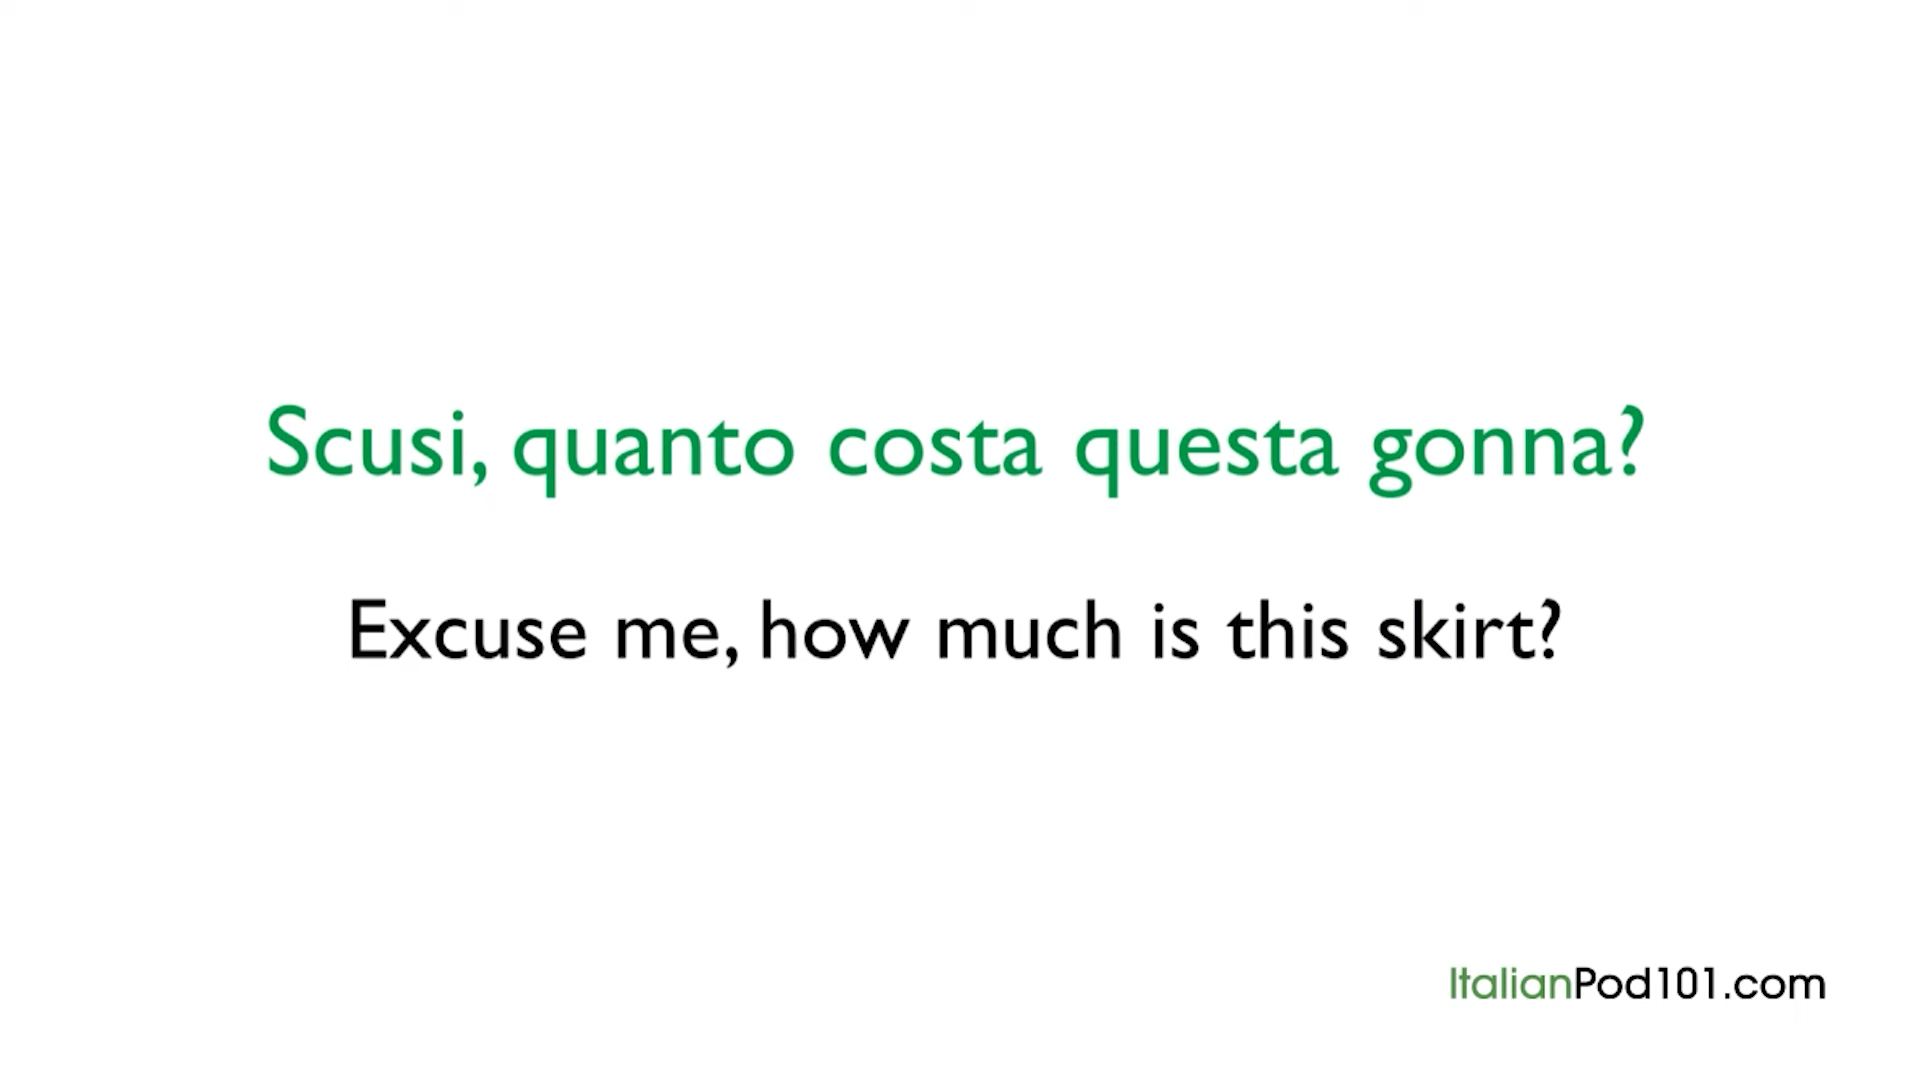 Scusi, quanto costa questa gonna?
Excuse me, how much is this skirt?
ItalianPod101.com